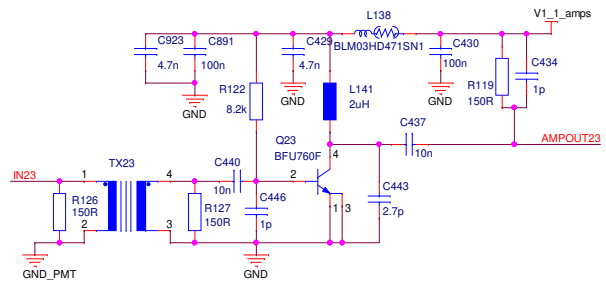 L138
V1_1_amps
C923
C891
C429
BLM03HD471SN1
C430
C434
4.7n
100n
4.7n
100n
R119
150R
1p
GND
R122
8.2k
GND
L141
2uH
GND
C437
Q23
BFU760F
AMPOUT23
10n
4
TX23
C440
IN23
1
4
10n
2
C443
C446
R126
150R
R127
150R
2.7p
1p
1
3
2
3
GND_PMT
GND